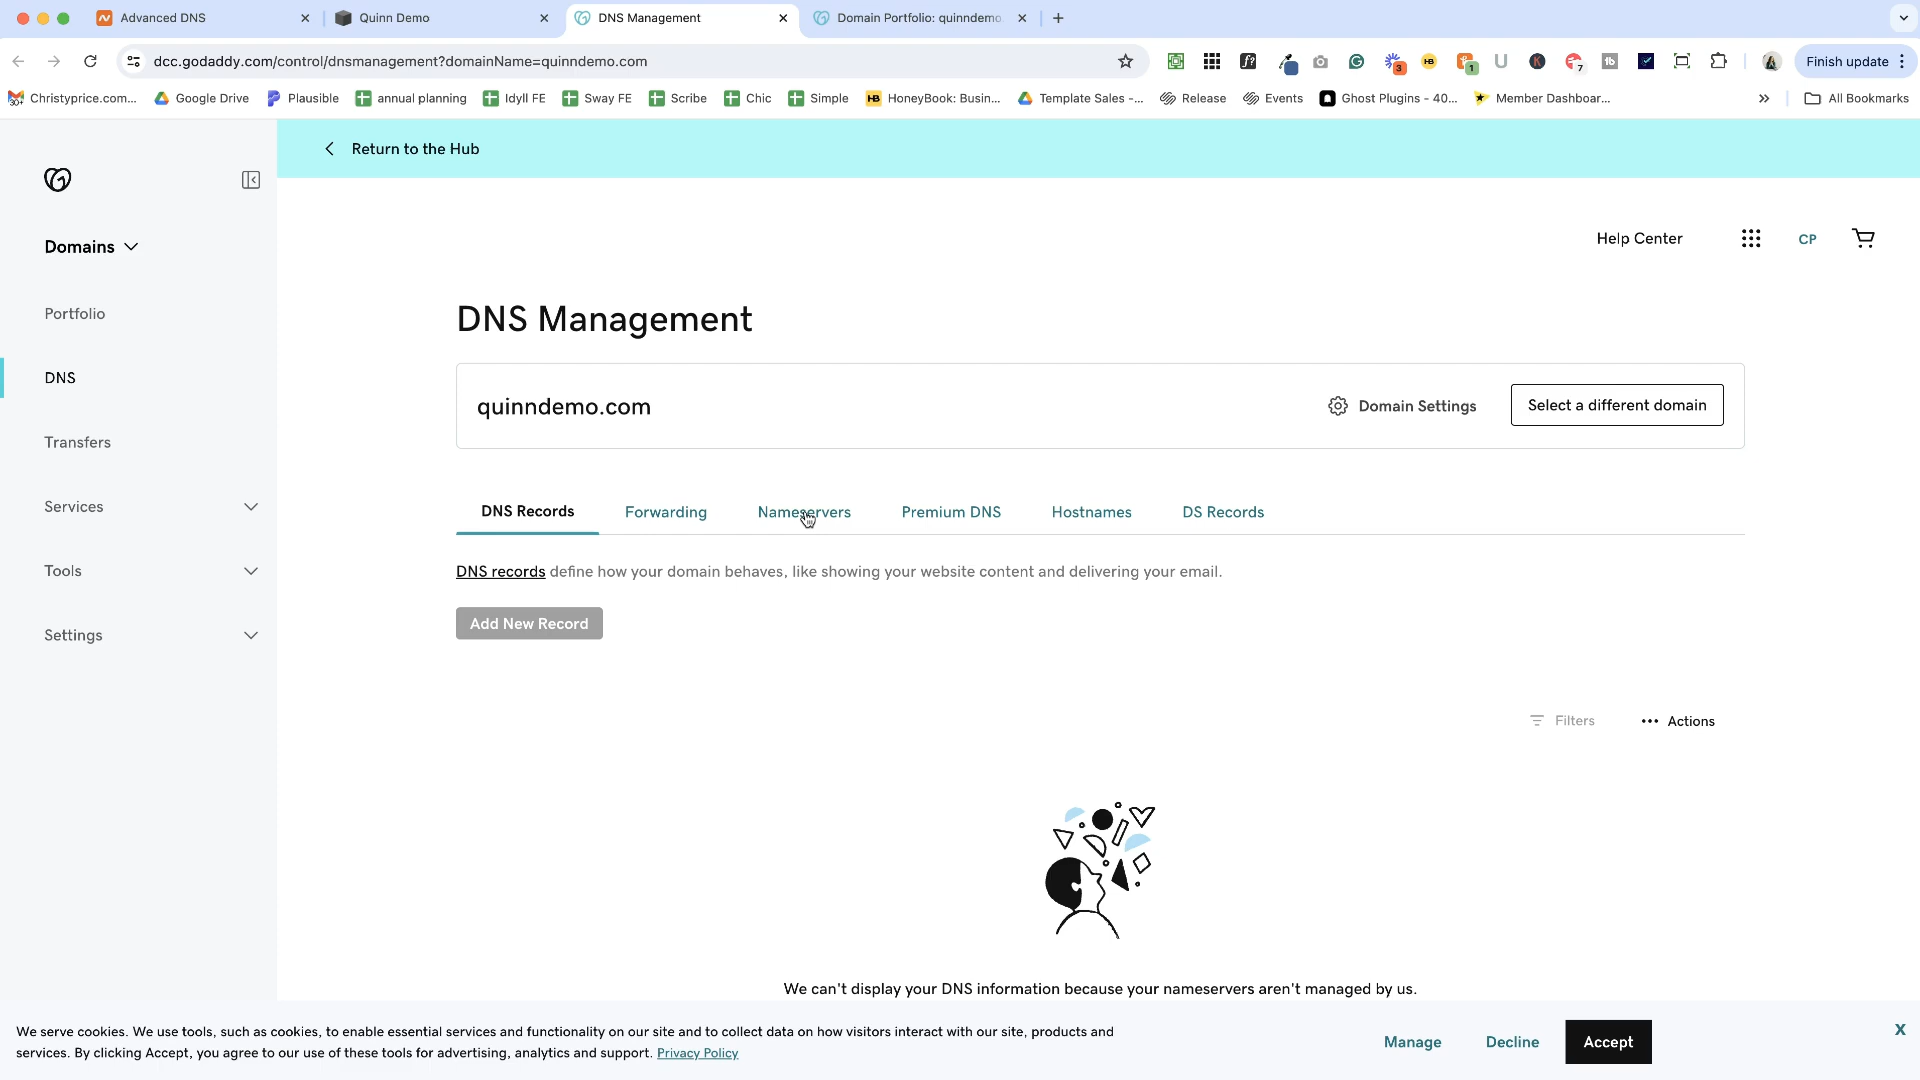 Advanced DNS
Quinn Demo
DNS Management
Domain Portfolio: quinndemo
dcc.godaddy.com/control/dnsmanagement?domainName=quinndemo.com
3
HB
1
7
Finish update
Christyprice.com...
Google Drive
Plausible
annual planning
Idyll FE
Sway FE
Scribe
Chic
Simple
HoneyBook: Busin...
Template Sales -...
Release
Events
Ghost Plugins - 40...
Member Dashboar...
All Bookmarks
Return to the Hub
Domains
Portfolio
DNS
Transfers
Services
Tools
Settings
Help Center
CP
DNS Management
quinndemo.com
Domain Settings
Select a different domain
DNS Records
Forwarding
Nameservers
Premium DNS
Hostnames
DS Records
DNS records define how your domain behaves, like showing your website content and delivering your email.
Add New Record
Filters
Actions
We can't display your DNS information because your nameservers aren't managed by us.
We serve cookies. We use tools, such as cookies, to enable essential services and functionality on our site and to collect data on how visitors interact with our site, products and
services. By clicking Accept, you agree to our use of these tools for advertising, analytics and support. Privacy Policy
Manage
Decline
Accept
X